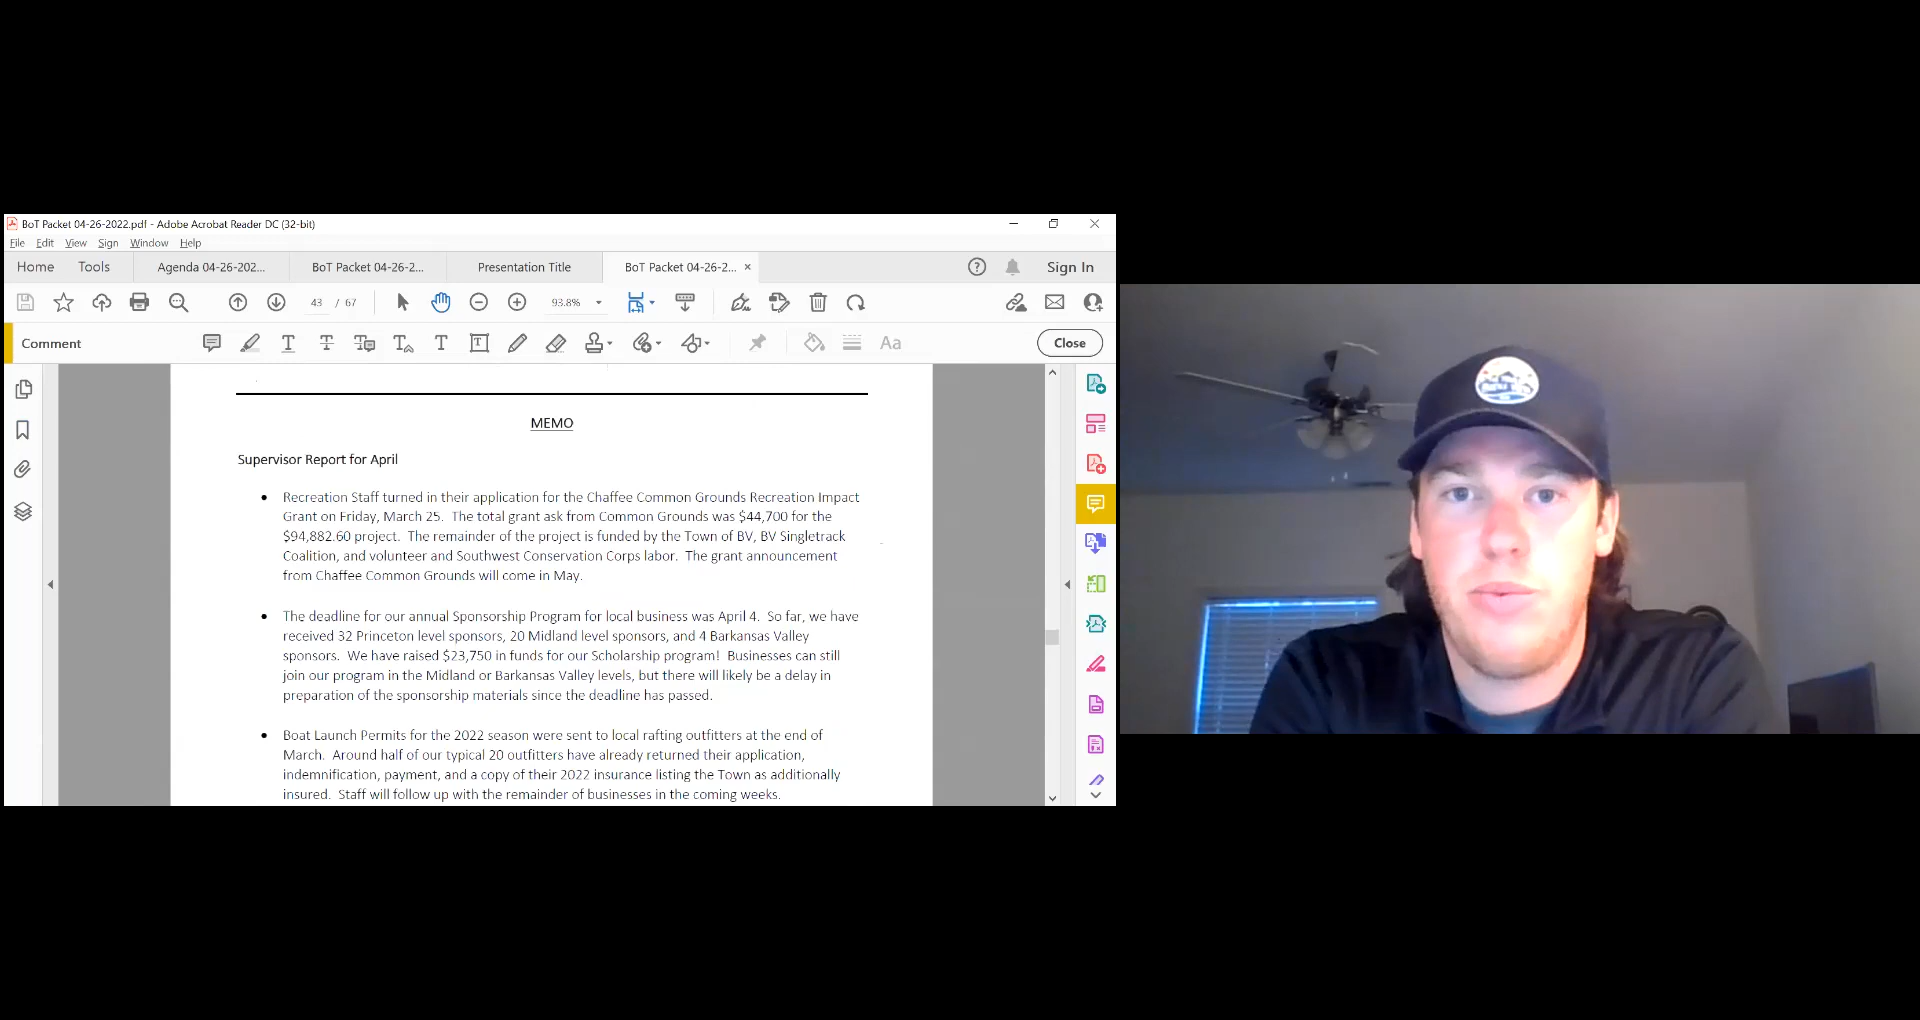 BoT Packet 04-26-2022.pdf - Adobe Acrobat Reader DC (32-bit)
File Edit View Sign Window Help
Home Tools Agenda 04-26-202... BoT Packet 04-26-2... Presentation Title BoT Packet 04-26-2... × Sign In
43 / 67 93.8%
Comment Aa Close
MEMO
Supervisor Report for April
• Recreation Staff turned in their application for the Chaffee Common Grounds Recreation Impact
Grant on Friday, March 25. The total grant ask from Common Grounds was $44,700 for the
$94,882.60 project. The remainder of the project is funded by the Town of BV, BV Singletrack
Coalition, and volunteer and Southwest Conservation Corps labor. The grant announcement
from Chaffee Common Grounds will come in May.
• The deadline for our annual Sponsorship Program for local business was April 4. So far, we have
received 32 Princeton level sponsors, 20 Midland level sponsors, and 4 Barkansas Valley
sponsors. We have raised $23,750 in funds for our Scholarship program! Businesses can still
join our program in the Midland or Barkansas Valley levels, but there will likely be a delay in
preparation of the sponsorship materials since the deadline has passed.
• Boat Launch Permits for the 2022 season were sent to local rafting outfitters at the end of
March. Around half of our typical 20 outfitters have already returned their application,
indemnification, payment, and a copy of their 2022 insurance listing the Town as additionally
insured. Staff will follow up with the remainder of businesses in the coming weeks.